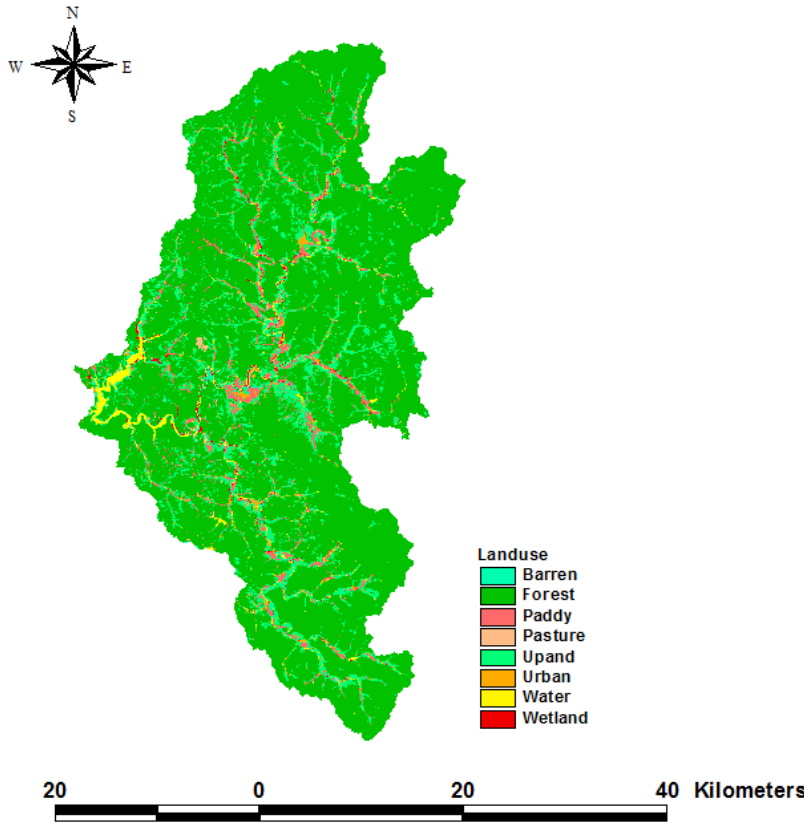 N
W E
S
Landuse
Barren
Forest
Paddy
Pasture
Upand
Urban
Water
Wetland
20 0 20 40 Kilometers